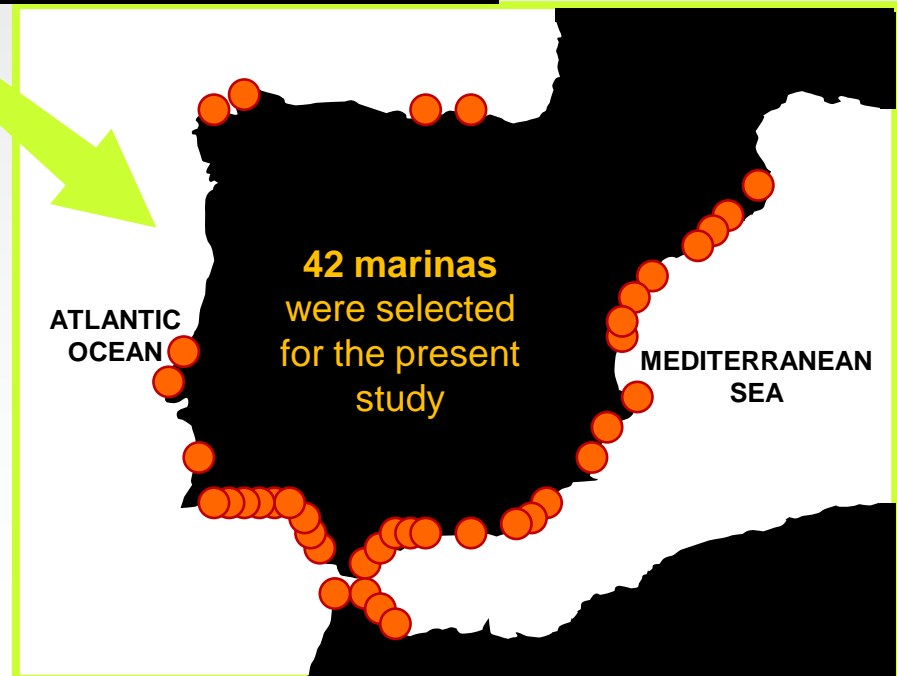 42 marinas
were selected
for the present
study
ATLANTIC
OCEAN
MEDITERRANEAN
SEA